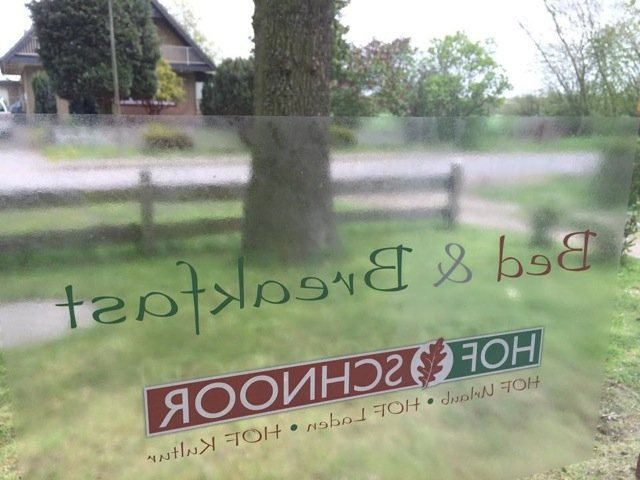 Bed & Breakfast
HOF SCHNOOR
HOF Urlaub • HOF Laden • HOF Kultur